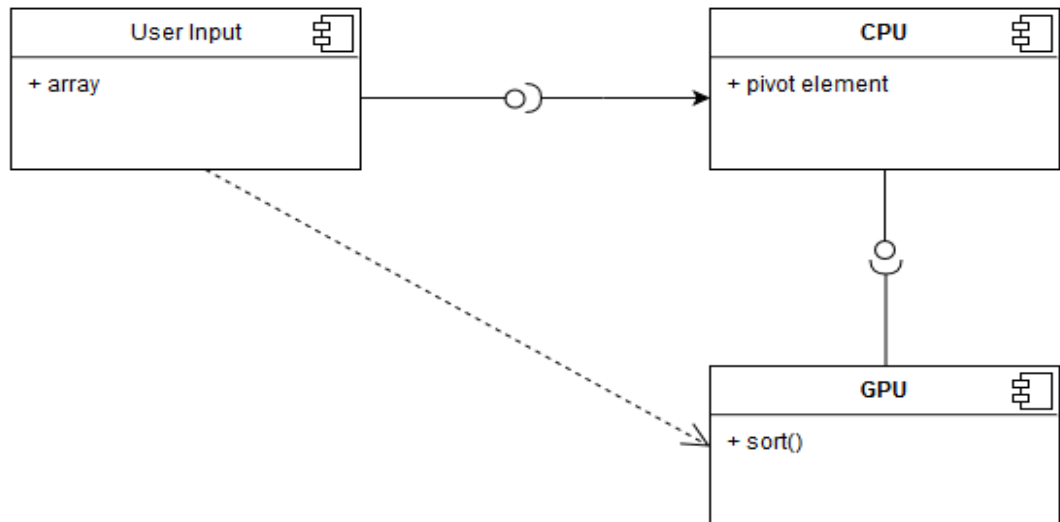 User Input
+ array
CPU
+ pivot element
GPU
+ sort()